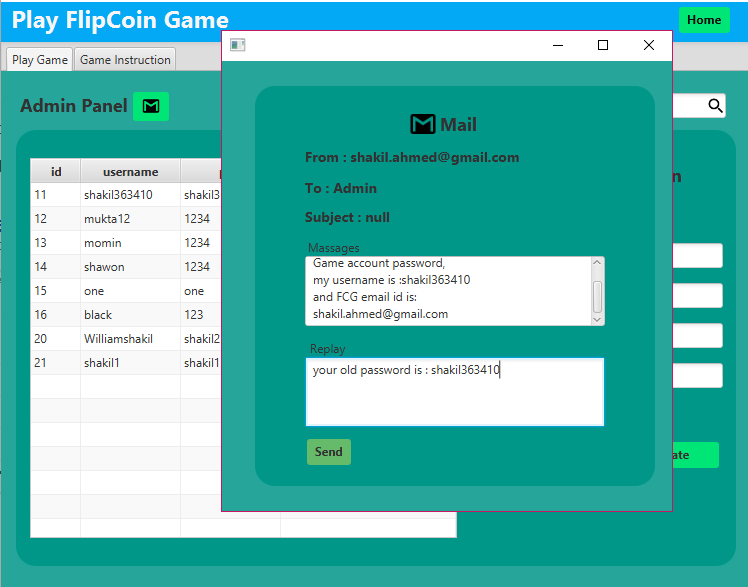 Play FlipCoin Game
Home
Play Game
Game Instruction
Admin Panel
Mail
From : shakil.ahmed@gmail.com
To : Admin
Subject : null
Massages
Game account password,
my username is :shakil363410
and FCG email id is:
shakil.ahmed@gmail.com
Replay
your old password is : shakil363410
Send
id username
11 shakil363410 shakil3
12 mukta12 1234
13 momin 1234
14 shawon 1234
15 one one
16 black 123
20 Williamshakil shakil2
21 shakil1 shakil1
ate